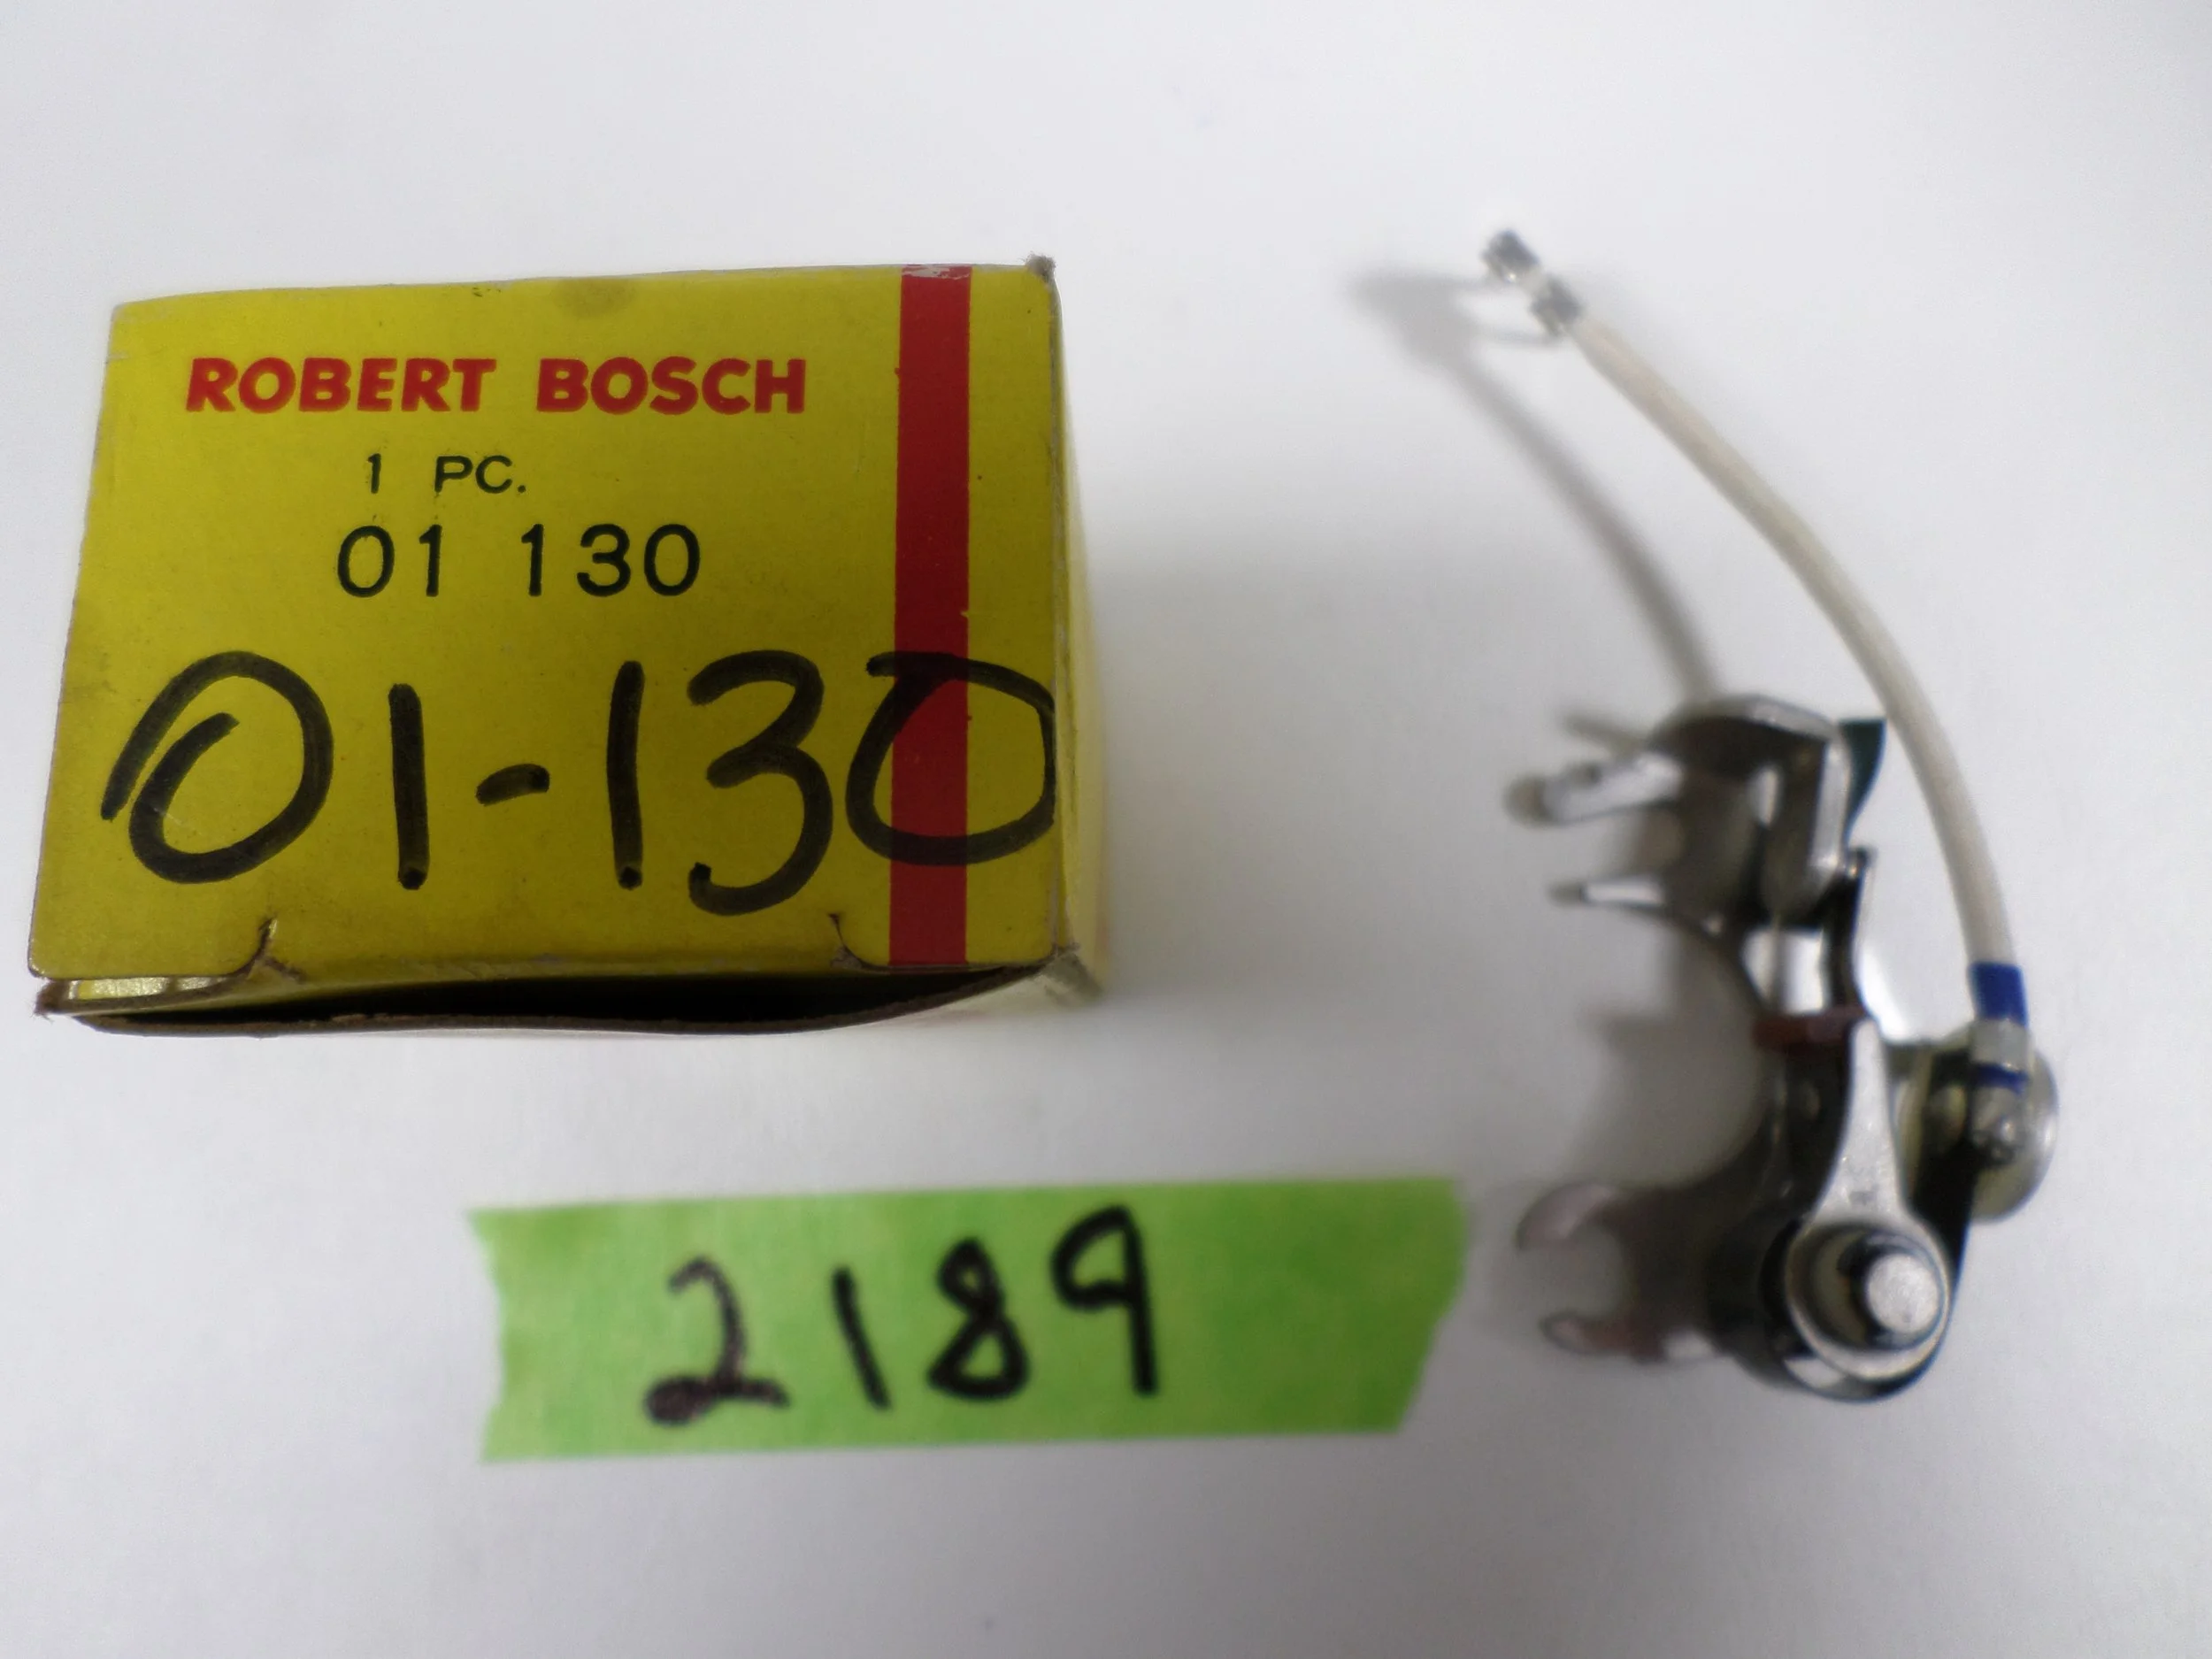 ROBERT BOSCH
1 PC.
01 130
01-130
2189